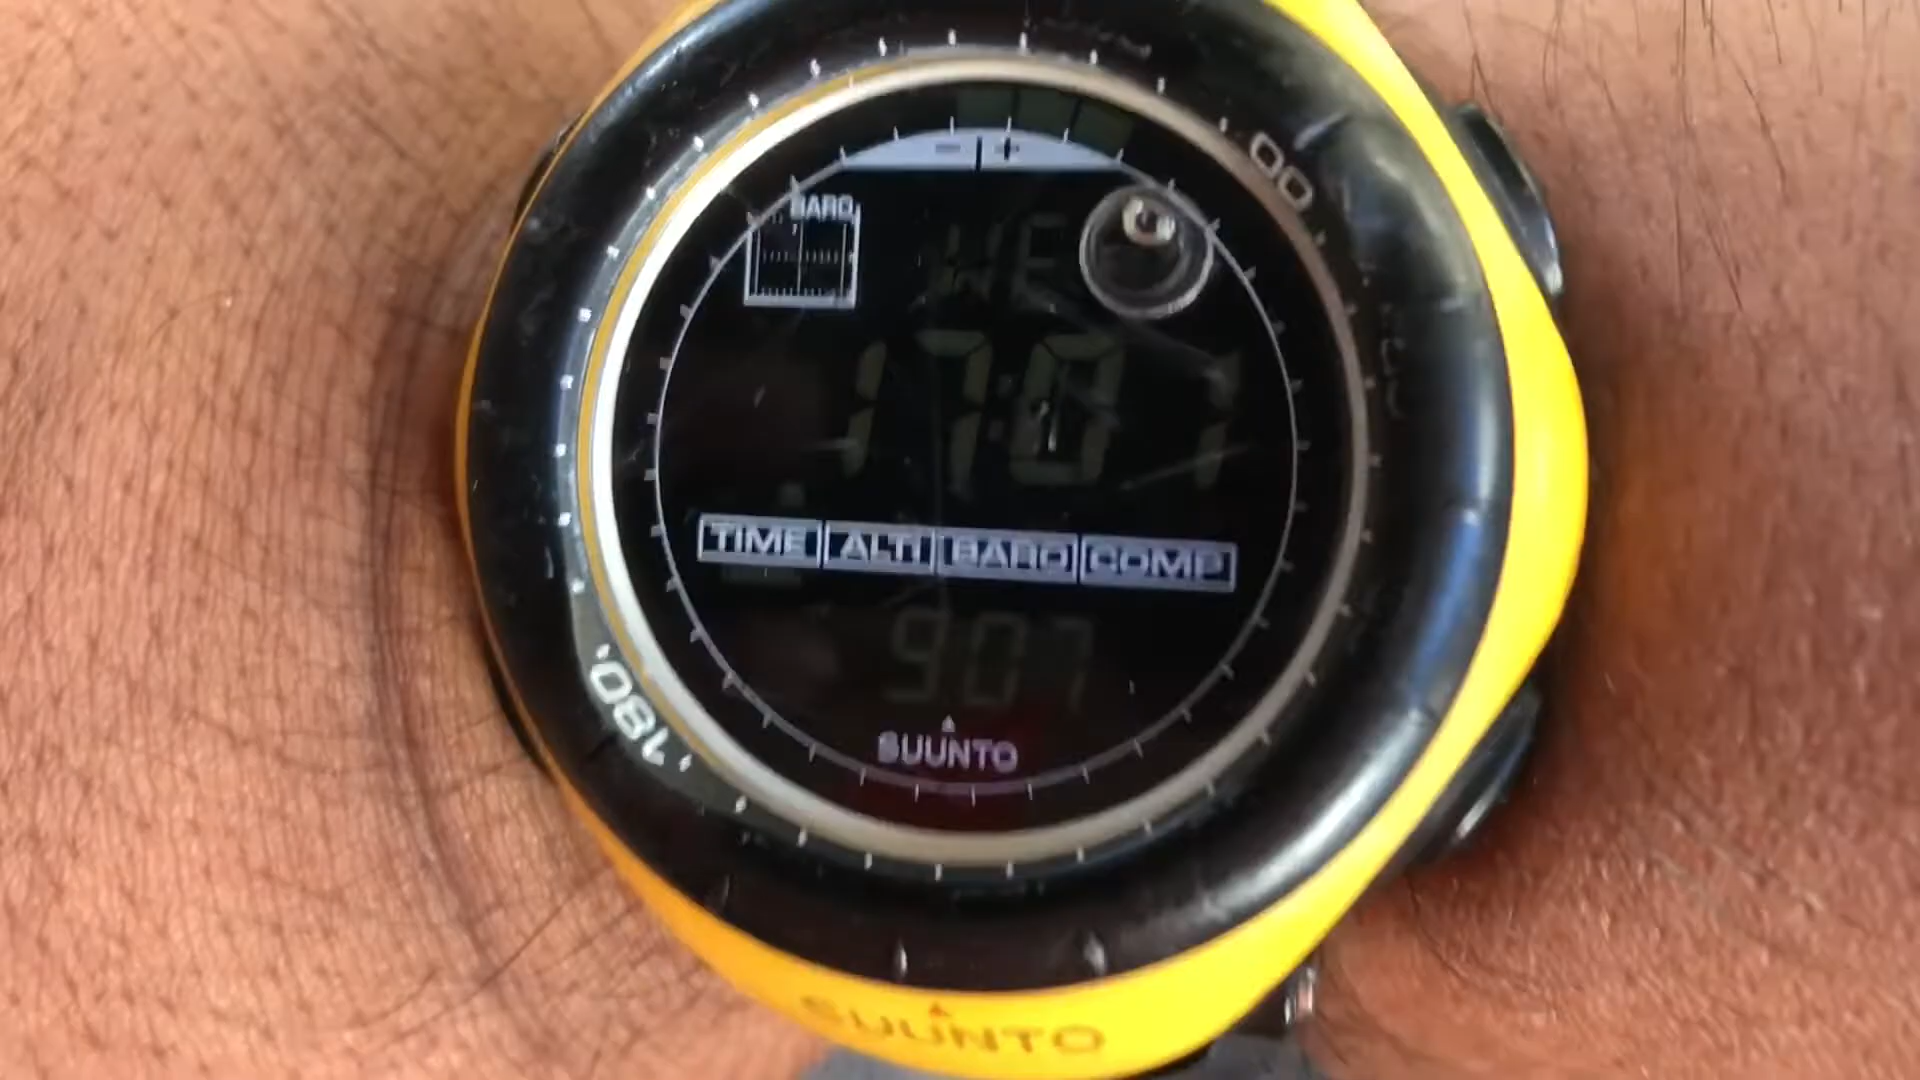 - +
BARO
WE
17:07
TIME ALTI BARO COMP
907
SUUNTO
180
SUUNTO